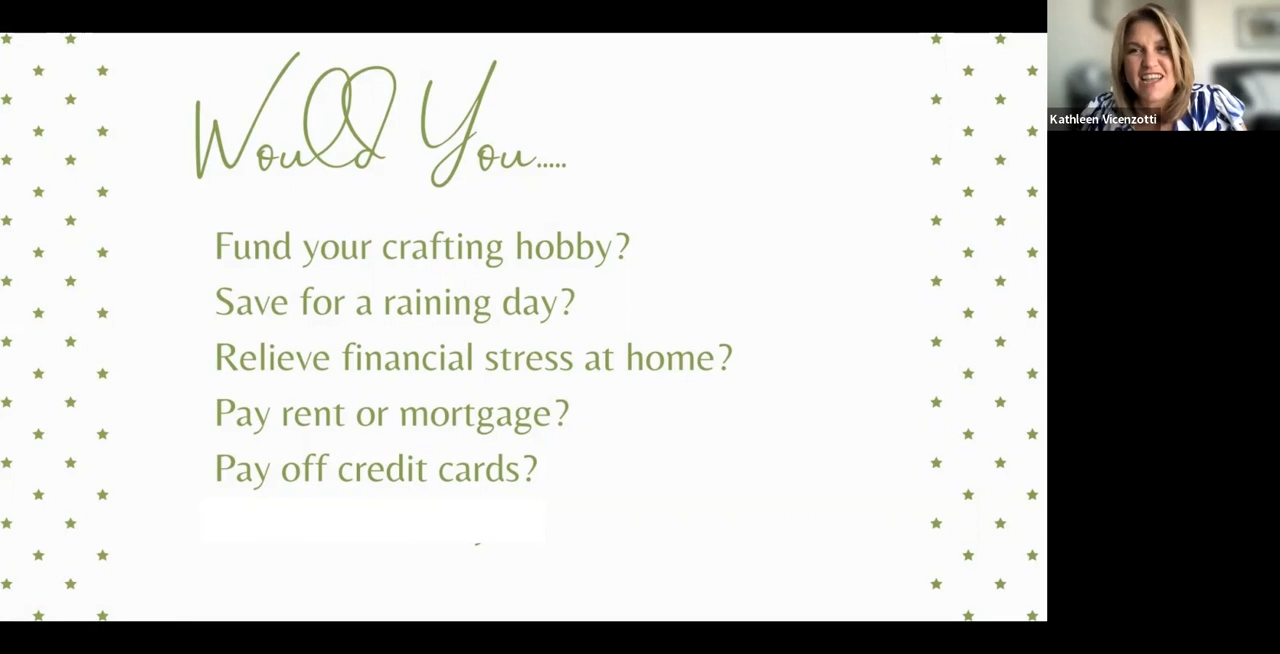 Would You.....
Fund your crafting hobby?
Save for a raining day?
Relieve financial stress at home?
Pay rent or mortgage?
Pay off credit cards?
Kathleen Vicenzotti